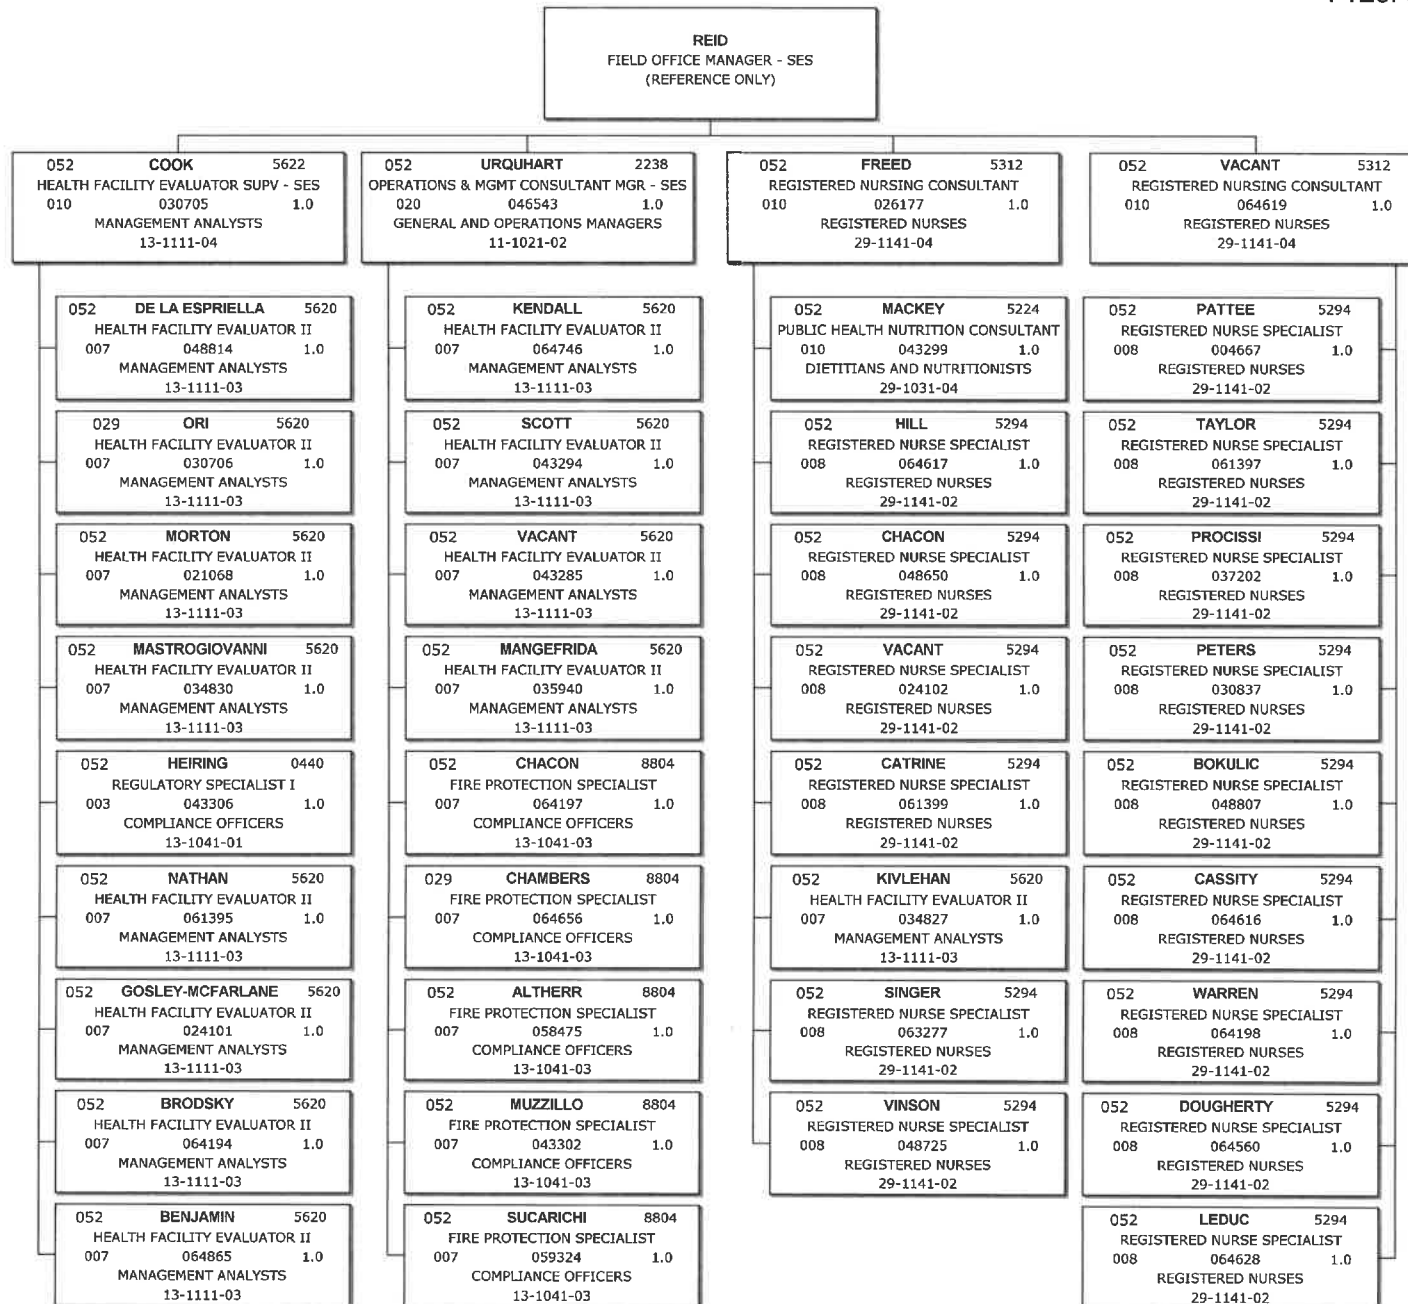 REID
FIELD OFFICE MANAGER - SES
(REFERENCE ONLY)
052 COOK 5622
HEALTH FACILITY EVALUATOR SUPV - SES
010 030705 1.0
MANAGEMENT ANALYSTS
13-1111-04
052 DE LA ESPRIELLA 5620
HEALTH FACILITY EVALUATOR II
007 048814 1.0
MANAGEMENT ANALYSTS
13-1111-03
029 ORI 5620
HEALTH FACILITY EVALUATOR II
007 030706 1.0
MANAGEMENT ANALYSTS
13-1111-03
052 MORTON 5620
HEALTH FACILITY EVALUATOR II
007 021068 1.0
MANAGEMENT ANALYSTS
13-1111-03
052 MASTROGIOVANNI 5620
HEALTH FACILITY EVALUATOR II
007 034830 1.0
MANAGEMENT ANALYSTS
13-1111-03
052 HEIRING 0440
REGULATORY SPECIALIST I
003 043306 1.0
COMPLIANCE OFFICERS
13-1041-01
052 NATHAN 5620
HEALTH FACILITY EVALUATOR II
007 061395 1.0
MANAGEMENT ANALYSTS
13-1111-03
052 GOSLEY-MCFARLANE 5620
HEALTH FACILITY EVALUATOR II
007 024101 1.0
MANAGEMENT ANALYSTS
13-1111-03
052 BRODSKY 5620
HEALTH FACILITY EVALUATOR II
007 064194 1.0
MANAGEMENT ANALYSTS
13-1111-03
052 BENJAMIN 5620
HEALTH FACILITY EVALUATOR II
007 064865 1.0
MANAGEMENT ANALYSTS
13-1111-03
052 URQUHART 2238
OPERATIONS & MGMT CONSULTANT MGR - SES
020 046543 1.0
GENERAL AND OPERATIONS MANAGERS
11-1021-02
052 KENDALL 5620
HEALTH FACILITY EVALUATOR II
007 064746 1.0
MANAGEMENT ANALYSTS
13-1111-03
052 SCOTT 5620
HEALTH FACILITY EVALUATOR II
007 043294 1.0
MANAGEMENT ANALYSTS
13-1111-03
052 VACANT 5620
HEALTH FACILITY EVALUATOR II
007 043285 1.0
MANAGEMENT ANALYSTS
13-1111-03
052 MANGEFRIDA 5620
HEALTH FACILITY EVALUATOR II
007 035940 1.0
MANAGEMENT ANALYSTS
13-1111-03
052 CHACON 8804
FIRE PROTECTION SPECIALIST
007 064197 1.0
COMPLIANCE OFFICERS
13-1041-03
029 CHAMBERS 8804
FIRE PROTECTION SPECIALIST
007 064656 1.0
COMPLIANCE OFFICERS
13-1041-03
052 ALTHERR 8804
FIRE PROTECTION SPECIALIST
007 058475 1.0
COMPLIANCE OFFICERS
13-1041-03
052 MUZZILLO 8804
FIRE PROTECTION SPECIALIST
007 043302 1.0
COMPLIANCE OFFICERS
13-1041-03
052 SUCARICHI 8804
FIRE PROTECTION SPECIALIST
007 059324 1.0
COMPLIANCE OFFICERS
13-1041-03
052 FREED 5312
REGISTERED NURSING CONSULTANT
010 026177 1.0
REGISTERED NURSES
29-1141-04
052 MACKEY 5224
PUBLIC HEALTH NUTRITION CONSULTANT
010 043299 1.0
DIETITIANS AND NUTRITIONISTS
29-1031-04
052 HILL 5294
REGISTERED NURSE SPECIALIST
008 064617 1.0
REGISTERED NURSES
29-1141-02
052 CHACON 5294
REGISTERED NURSE SPECIALIST
008 048650 1.0
REGISTERED NURSES
29-1141-02
052 VACANT 5294
REGISTERED NURSE SPECIALIST
008 024102 1.0
REGISTERED NURSES
29-1141-02
052 CATRINE 5294
REGISTERED NURSE SPECIALIST
008 061399 1.0
REGISTERED NURSES
29-1141-02
052 KIVLEHAN 5620
HEALTH FACILITY EVALUATOR II
007 034827 1.0
MANAGEMENT ANALYSTS
13-1111-03
052 SINGER 5294
REGISTERED NURSE SPECIALIST
008 063277 1.0
REGISTERED NURSES
29-1141-02
052 VINSON 5294
REGISTERED NURSE SPECIALIST
008 048725 1.0
REGISTERED NURSES
29-1141-02
052 VACANT 5312
REGISTERED NURSING CONSULTANT
010 064619 1.0
REGISTERED NURSES
29-1141-04
052 PATTEE 5294
REGISTERED NURSE SPECIALIST
008 004667 1.0
REGISTERED NURSES
29-1141-02
052 TAYLOR 5294
REGISTERED NURSE SPECIALIST
008 061397 1.0
REGISTERED NURSES
29-1141-02
052 PROCISSI 5294
REGISTERED NURSE SPECIALIST
008 037202 1.0
REGISTERED NURSES
29-1141-02
052 PETERS 5294
REGISTERED NURSE SPECIALIST
008 030837 1.0
REGISTERED NURSES
29-1141-02
052 BOKULIC 5294
REGISTERED NURSE SPECIALIST
008 048807 1.0
REGISTERED NURSES
29-1141-02
052 CASSITY 5294
REGISTERED NURSE SPECIALIST
008 064616 1.0
REGISTERED NURSES
29-1141-02
052 WARREN 5294
REGISTERED NURSE SPECIALIST
008 064198 1.0
REGISTERED NURSES
29-1141-02
052 DOUGHERTY 5294
REGISTERED NURSE SPECIALIST
008 064560 1.0
REGISTERED NURSES
29-1141-02
052 LEDUC 5294
REGISTERED NURSE SPECIALIST
008 064628 1.0
REGISTERED NURSES
29-1141-02